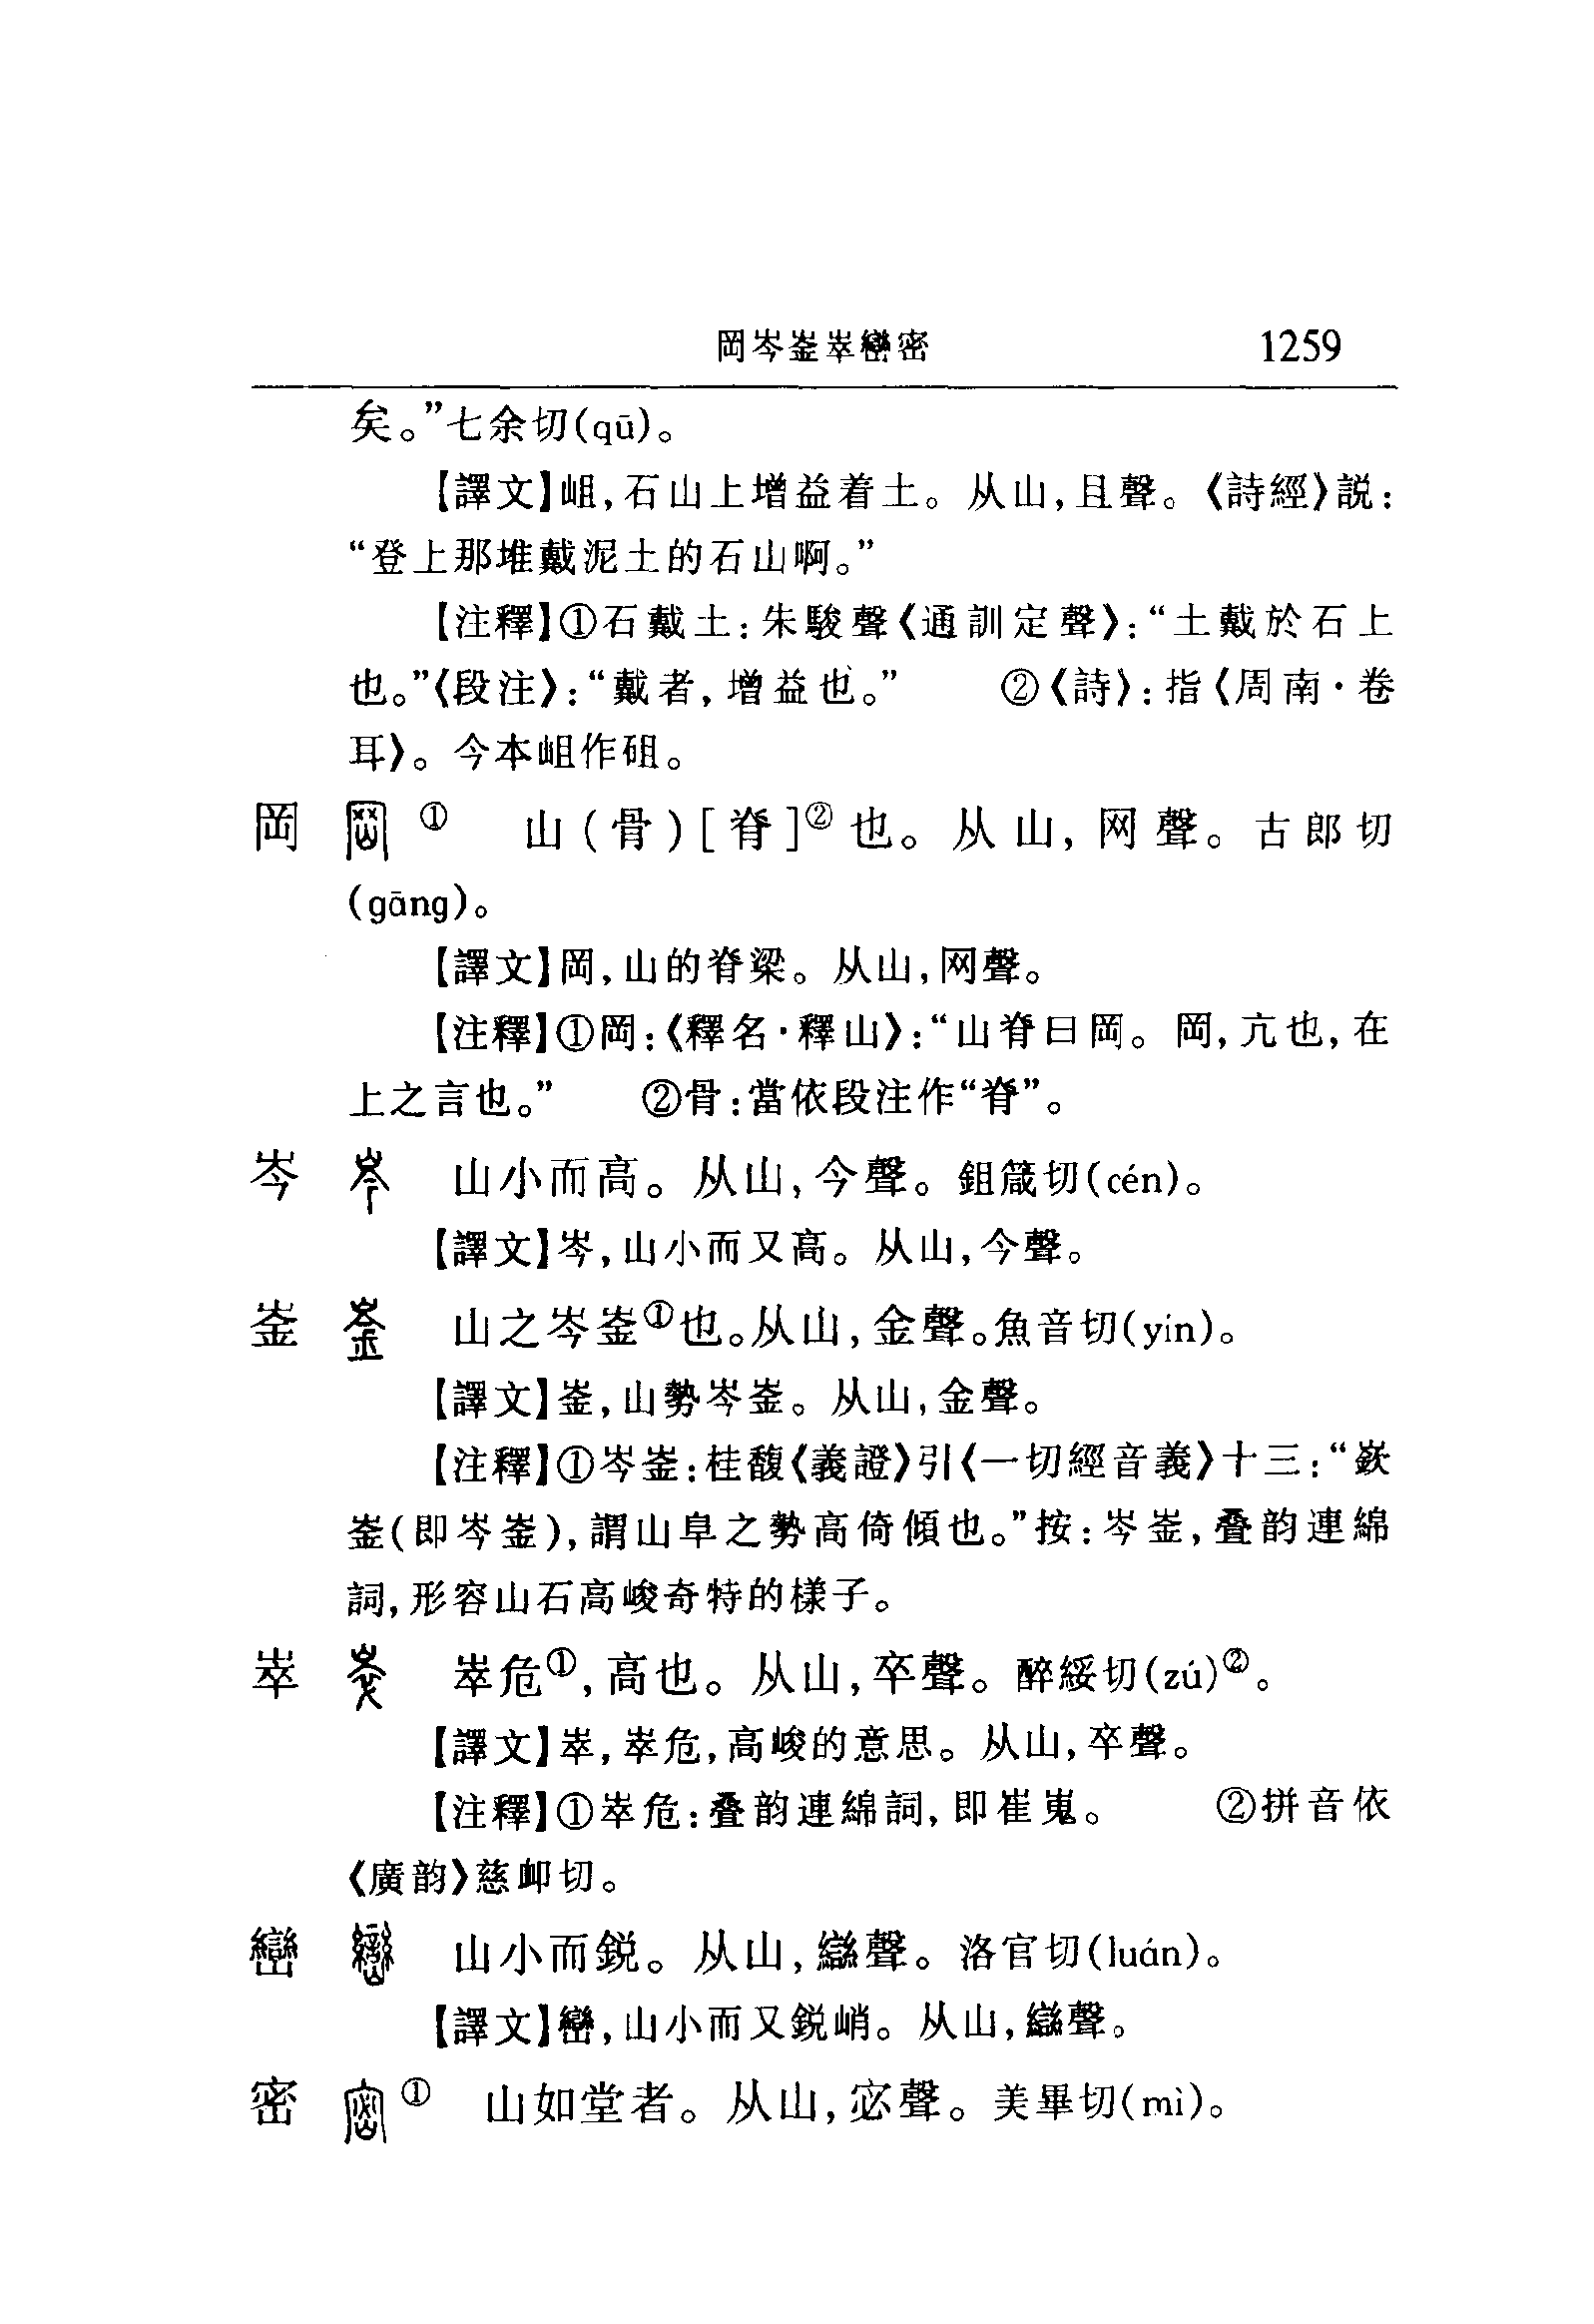 岡岑崟崒巒密 1259
矣。”七余切(qū)。
【譯文】岨,石山上增益着土。从山,且聲。《詩經》説:
“登上那堆戴泥土的石山啊。”
【注釋】①石戴土:朱駿聲《通訓定聲》:“土戴於石上
也。”《段注》:“戴者,增益也。” ②《詩》:指《周南·卷
耳》。今本岨作砠。
岡 ① 山(骨)[脊]②也。从山,网聲。古郎切
(gāng)。
【譯文】岡,山的脊梁。从山,网聲。
【注釋】①岡:《釋名·釋山》:“山脊曰岡。岡,亢也,在
上之言也。” ②骨:當依段注作“脊”。
岑 山小而高。从山,今聲。鉏箴切(cén)。
【譯文】岑,山小而又高。从山,今聲。
崟 山之岑崟①也。从山,金聲。魚音切(yín)。
【譯文】崟,山勢岑崟。从山,金聲。
【注釋】①岑崟:桂馥《義證》引《一切經音義》十三:“嶔
崟(即岑崟),謂山阜之勢高倚傾也。”按:岑崟,叠韵連綿
詞,形容山石高峻奇特的樣子。
崒 崒危①,高也。从山,卒聲。醉綏切(zú)②。
【譯文】崒,崒危,高峻的意思。从山,卒聲。
【注釋】①崒危:叠韵連綿詞,即崔嵬。 ②拼音依
《廣韵》慈卹切。
巒 山小而鋭。从山,䜌聲。洛官切(luán)。
【譯文】巒,山小而又鋭峭。从山,䜌聲。
密 ① 山如堂者。从山,宓聲。美畢切(mì)。